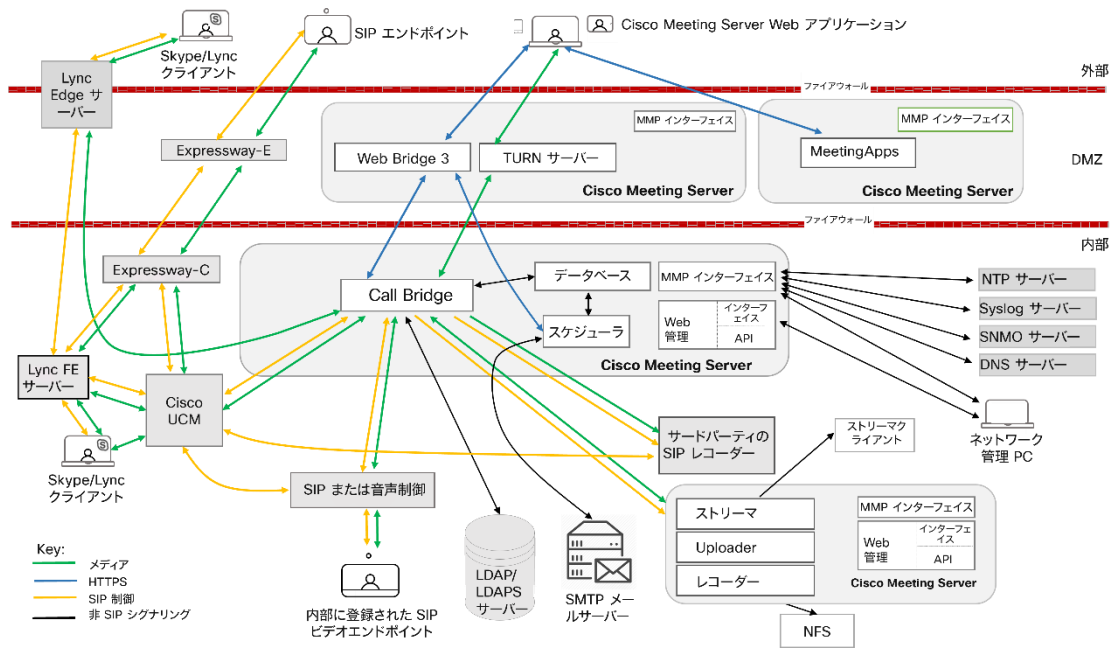 Cisco Meeting Server Web アプリケーション
SIP エンドポイント
Skype/Lync
クライアント
Lync
Edge サ
ーバー
外部
ファイアウォール
MMP インターフェイス
MMP インターフェイス
Expressway-E
Web Bridge 3
TURN サーバー
MeetingApps
DMZ
Cisco Meeting Server
Cisco Meeting Server
ファイアウォール
内部
Expressway-C
データベース
MMP インターフェイス
NTP サーバー
Call Bridge
Syslog サーバー
スケジューラ
Web
管理
インターフ
ェイス
API
SNMO サーバー
Cisco Meeting Server
DNS サーバー
Lync FE
サーバー
Cisco
UCM
サードパーティの
SIP レコーダー
ストリーマク
ライアント
ネットワーク
管理 PC
Skype/Lync
クライアント
SIP または音声制御
ストリーマ
MMP インターフェイス
Uploader
Web
管理
インターフェ
イス
API
レコーダー
Cisco Meeting Server
Key:
メディア
HTTPS
SIP 制御
非 SIP シグナリング
LDAP/
LDAPS
サーバー
SMTP メー
ルサーバー
内部に登録された SIP
ビデオエンドポイント
NFS